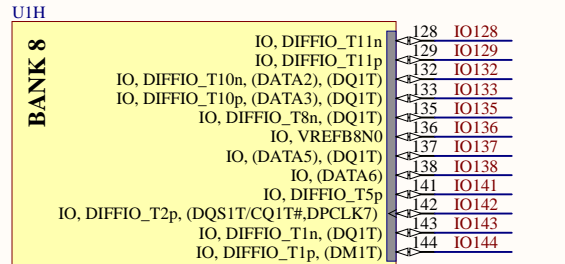 U1H
BANK 8
IO, DIFFIO_T11n 128 IO128
IO, DIFFIO_T11p 129 IO129
IO, DIFFIO_T10n, (DATA2), (DQ1T) 132 IO132
IO, DIFFIO_T10p, (DATA3), (DQ1T) 133 IO133
IO, DIFFIO_T8n, (DQ1T) 135 IO135
IO, VREFB8N0 136 IO136
IO, (DATA5), (DQ1T) 137 IO137
IO, (DATA6) 138 IO138
IO, DIFFIO_T5p 141 IO141
IO, DIFFIO_T2p, (DQS1T/CQ1T#,DPCLK7) 142 IO142
IO, DIFFIO_T1n, (DQ1T) 143 IO143
IO, DIFFIO_T1p, (DM1T) 144 IO144